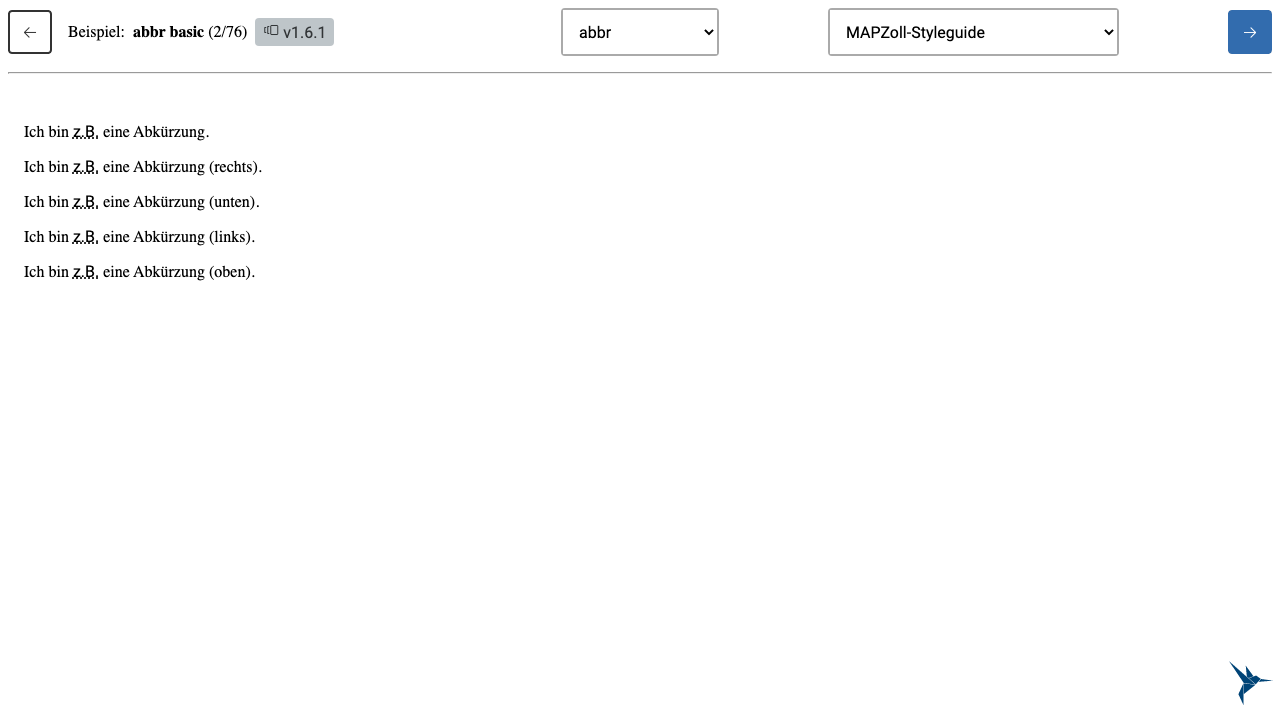 Beispiel: abbr basic (2/76) v1.6.1 abbr MAPZoll-Styleguide
Ich bin z.B. eine Abkürzung.
Ich bin z.B. eine Abkürzung (rechts).
Ich bin z.B. eine Abkürzung (unten).
Ich bin z.B. eine Abkürzung (links).
Ich bin z.B. eine Abkürzung (oben).